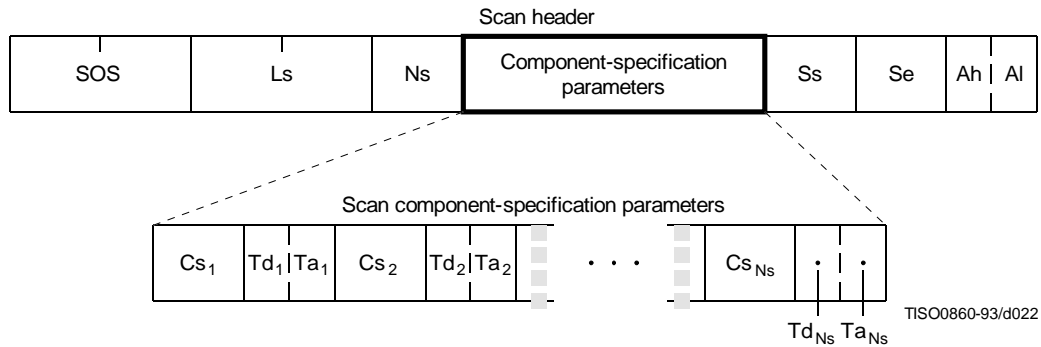 Scan header
SOS Ls Ns Component-specification parameters Ss Se Ah Al
Scan component-specification parameters
Cs1 Td1 Ta1 Cs2 Td2 Ta2 . . . CsNs
TdNs TaNs
TISO0860-93/d022